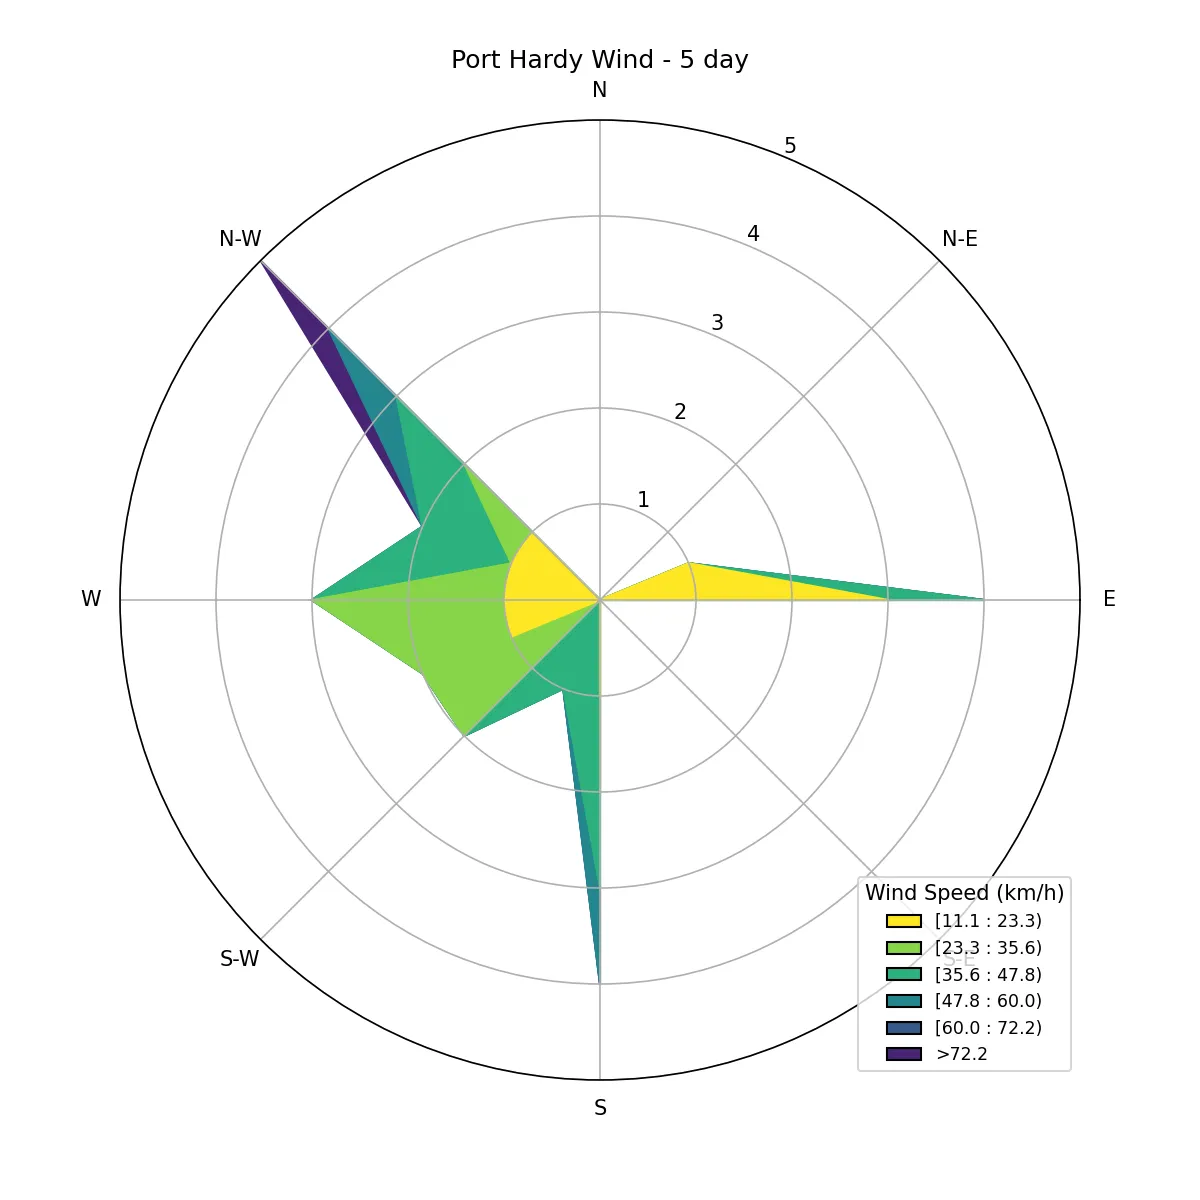 Port Hardy Wind - 5 day
N
5
N-W
N-E
4
3
2
1
W
E
Wind Speed (km/h)
[11.1 : 23.3)
[23.3 : 35.6)
[35.6 : 47.8)
[47.8 : 60.0)
[60.0 : 72.2)
>72.2
S-W
S-E
S